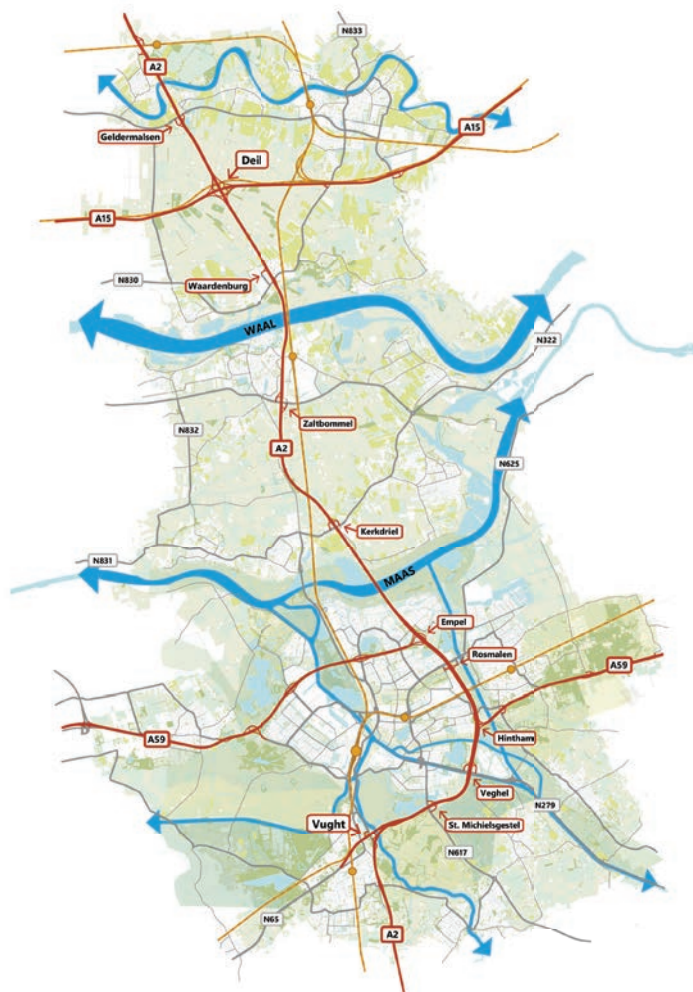 N833
A2
Geldermalsen
A15
Deil
A15
Waardenburg
N830
WAAL
N322
Zaltbommel
N832
A2
N625
Kerkdriel
N831
MAAS
Empel
Rosmalen
A59
A59
Hintham
Veghel
N279
Vught
St. Michielsgestel
N617
N65
A2